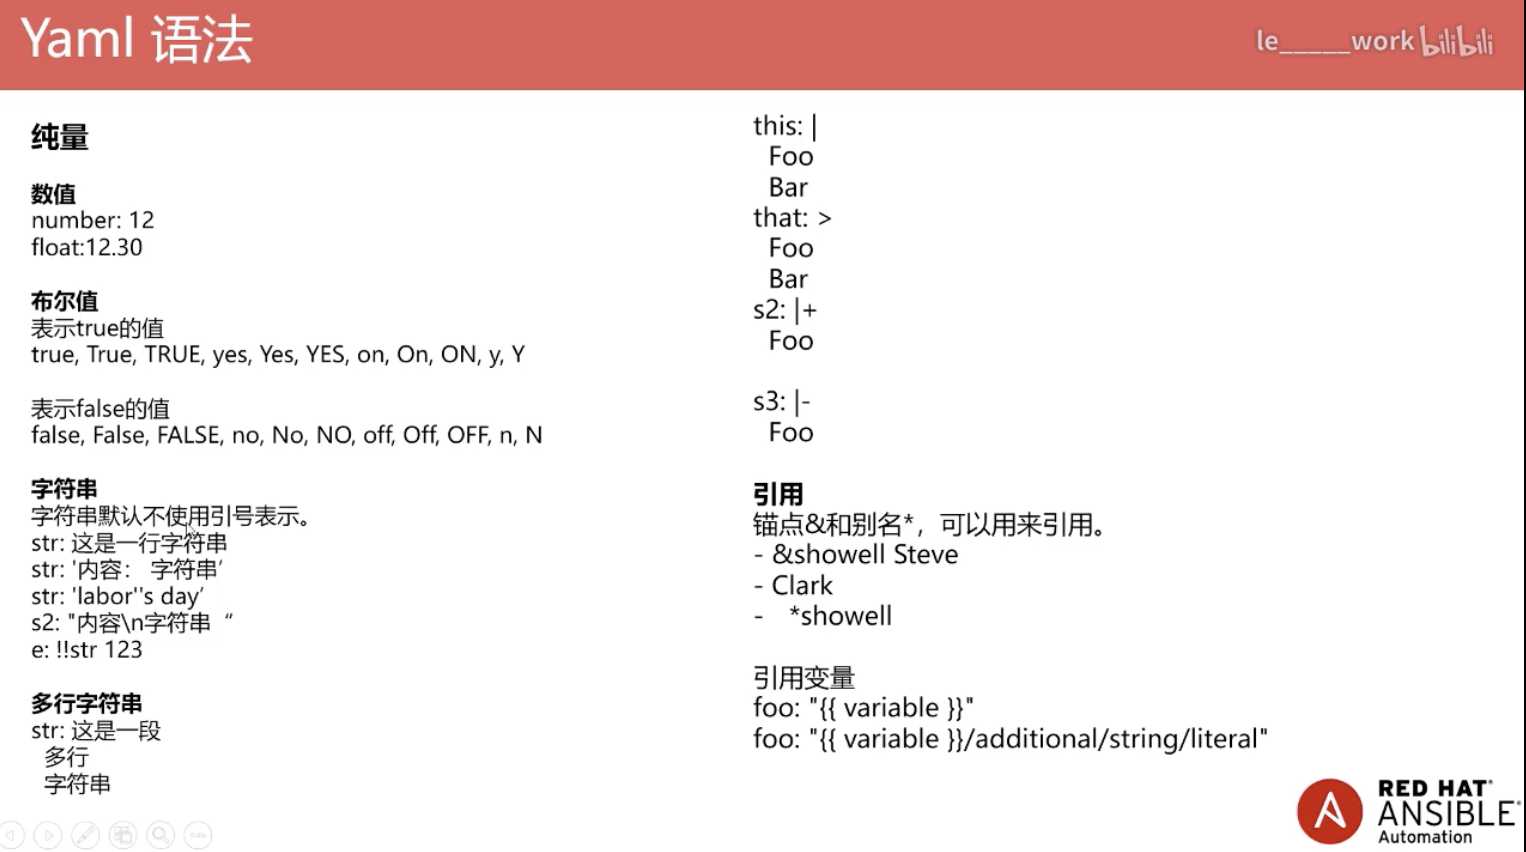 Yaml 语法
le_____work bilibili
纯量
数值
number: 12
float:12.30
布尔值
表示true的值
true, True, TRUE, yes, Yes, YES, on, On, ON, y, Y
表示false的值
false, False, FALSE, no, No, NO, off, Off, OFF, n, N
字符串
字符串默认不使用引号表示。
str: 这是一行字符串
str: '内容： 字符串’
str: 'labor''s day’
s2: "内容\n字符串 “
e: !!str 123
多行字符串
str: 这是一段
多行
字符串
this: |
Foo
Bar
that: >
Foo
Bar
s2: |+
Foo
s3: |-
Foo
引用
锚点&和别名*，可以用来引用。
- &showell Steve
- Clark
- *showell
引用变量
foo: "{{ variable }}"
foo: "{{ variable }}/additional/string/literal"
RED HAT®
ANSIBLE®
Automation